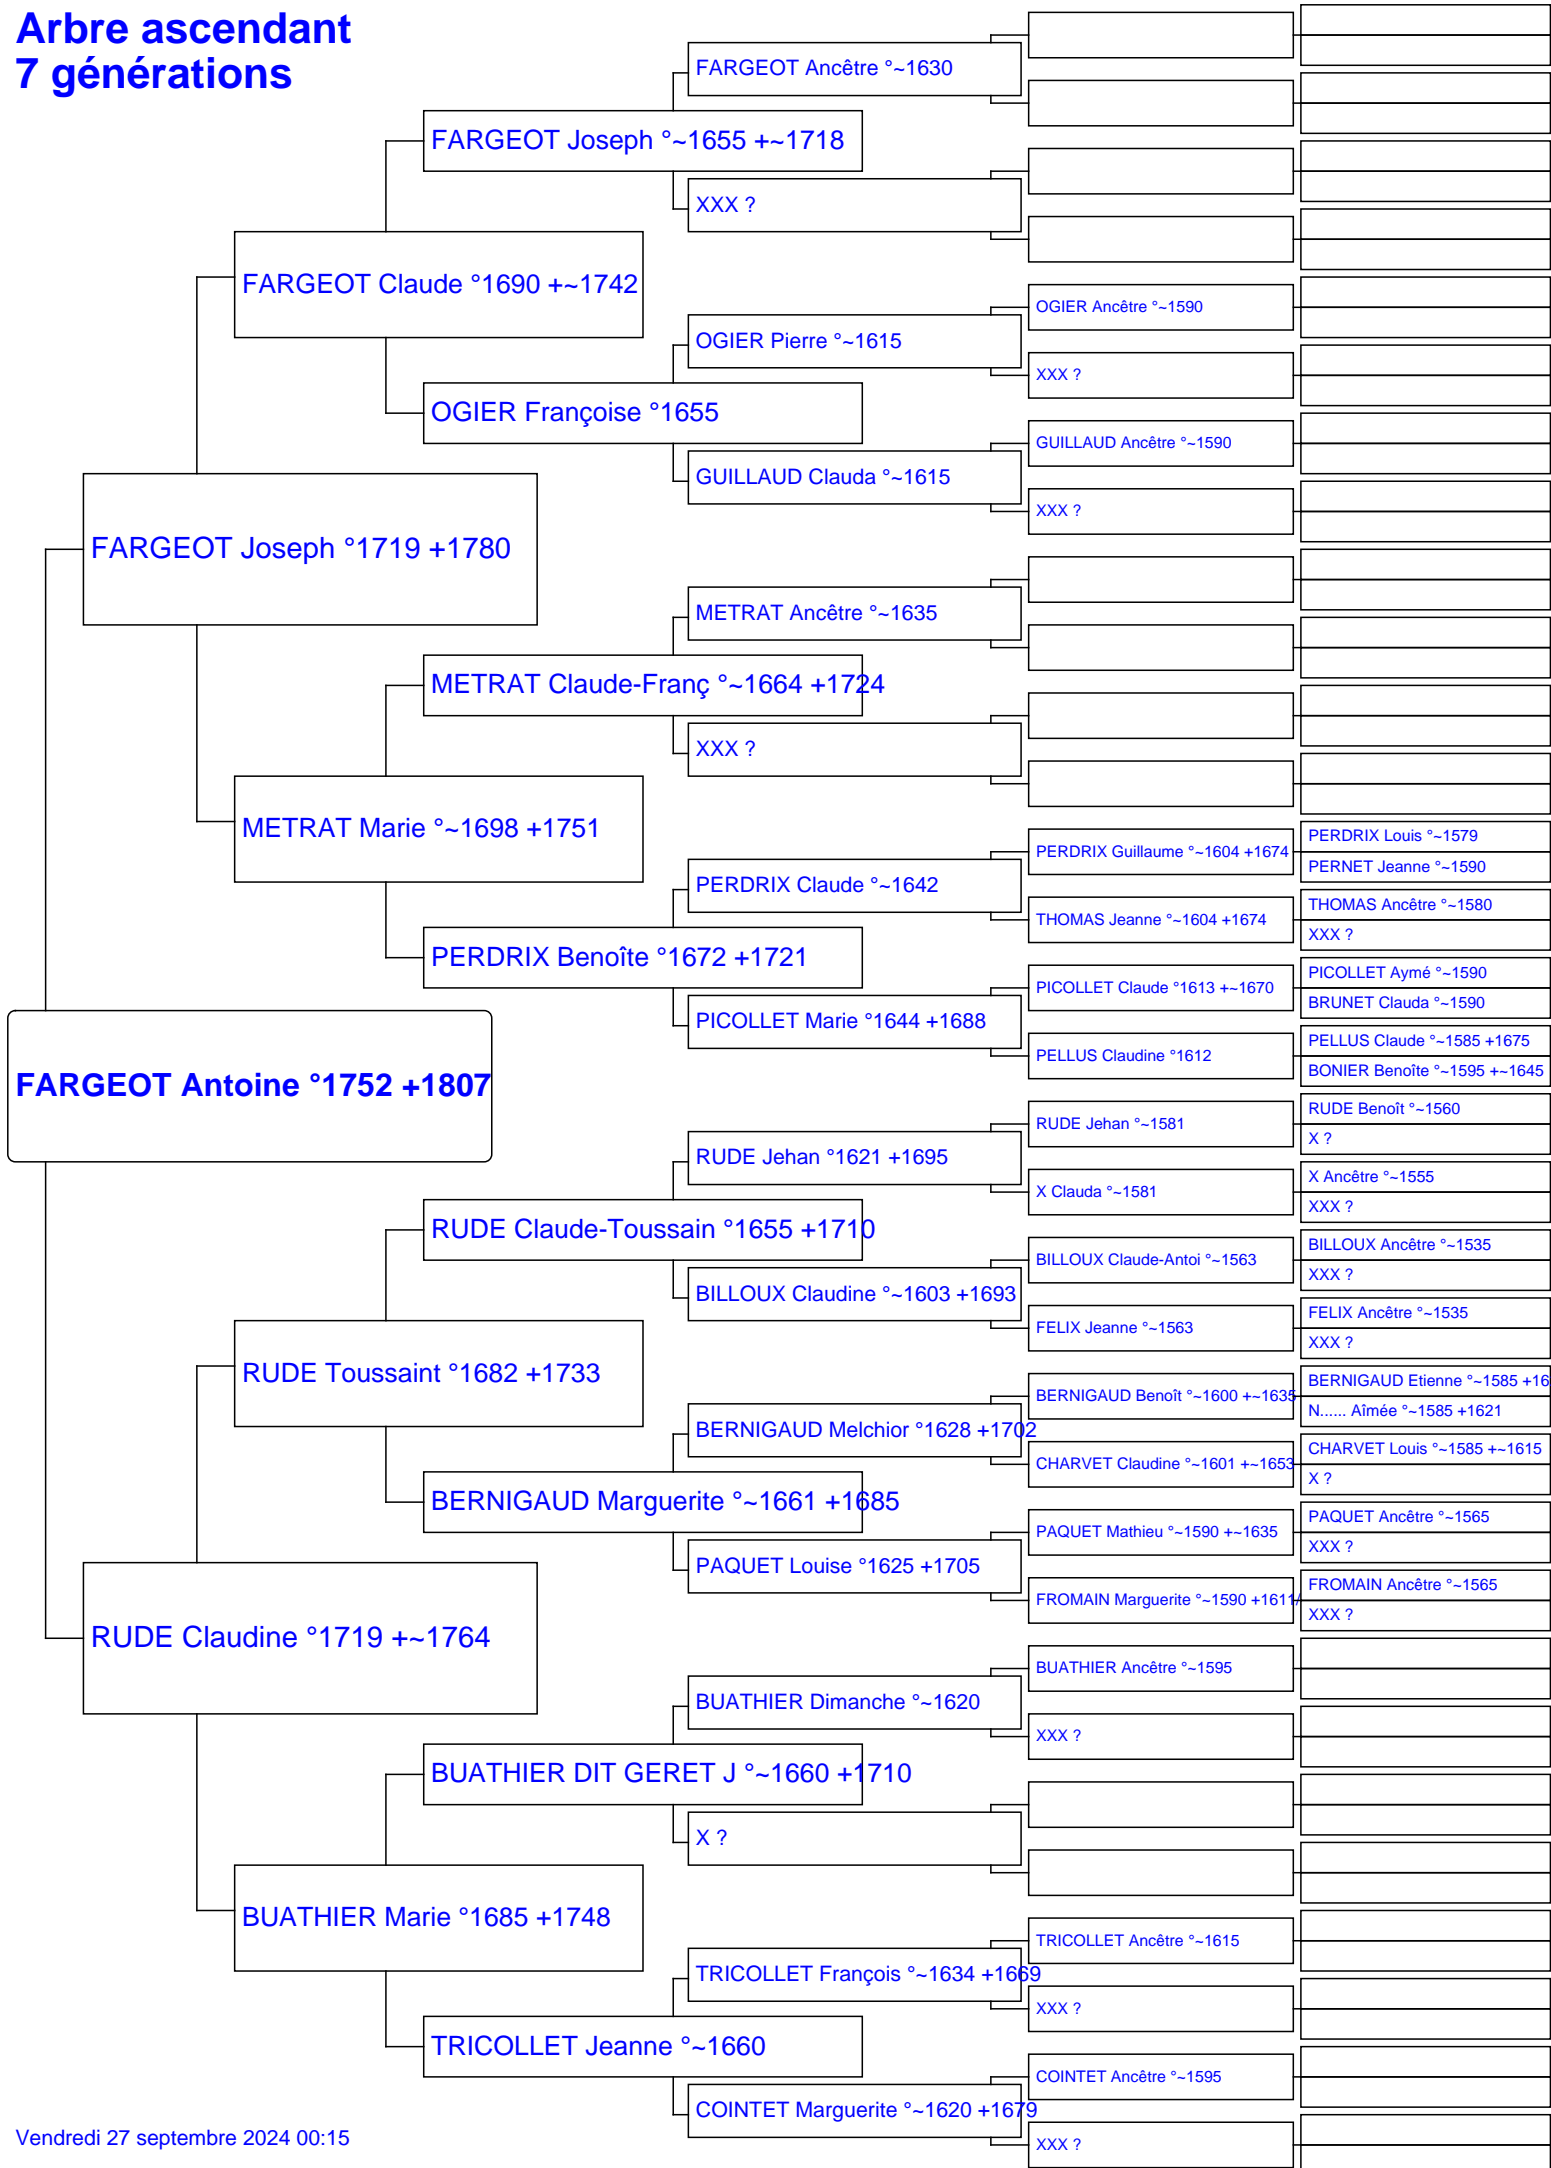 Arbre ascendant
7 générations
FARGEOT Antoine °1752 +1807
FARGEOT Joseph °1719 +1780
RUDE Claudine °1719 +~1764
FARGEOT Claude °1690 +~1742
METRAT Marie °~1698 +1751
RUDE Toussaint °1682 +1733
BUATHIER Marie °1685 +1748
FARGEOT Joseph °~1655 +~1718
OGIER Françoise °1655
METRAT Claude-Franç °~1664 +1724
PERDRIX Benoîte °1672 +1721
RUDE Claude-Toussain °1655 +1710
BERNIGAUD Marguerite °~1661 +1685
BUATHIER DIT GERET J °~1660 +1710
TRICOLLET Jeanne °~1660
FARGEOT Ancêtre °~1630
XXX ?
OGIER Pierre °~1615
GUILLAUD Clauda °~1615
METRAT Ancêtre °~1635
XXX ?
PERDRIX Claude °~1642
PICOLLET Marie °1644 +1688
RUDE Jehan °1621 +1695
BILLOUX Claudine °~1603 +1693
BERNIGAUD Melchior °1628 +1702
PAQUET Louise °1625 +1705
BUATHIER Dimanche °~1620
X ?
TRICOLLET François °~1634 +1669
COINTET Marguerite °~1620 +1679
OGIER Ancêtre °~1590
XXX ?
GUILLAUD Ancêtre °~1590
XXX ?
PERDRIX Guillaume °~1604 +1674
THOMAS Jeanne °~1604 +1674
PICOLLET Claude °1613 +~1670
PELLUS Claudine °1612
RUDE Jehan °~1581
X Clauda °~1581
BILLOUX Claude-Antoi °~1563
FELIX Jeanne °~1563
BERNIGAUD Benoît °~1600 +~1635
CHARVET Claudine °~1601 +~1653
PAQUET Mathieu °~1590 +~1635
FROMAIN Marguerite °~1590 +1611/
BUATHIER Ancêtre °~1595
XXX ?
TRICOLLET Ancêtre °~1615
XXX ?
COINTET Ancêtre °~1595
XXX ?
PERDRIX Louis °~1579
PERNET Jeanne °~1590
THOMAS Ancêtre °~1580
XXX ?
PICOLLET Aymé °~1590
BRUNET Clauda °~1590
PELLUS Claude °~1585 +1675
BONIER Benoîte °~1595 +~1645
RUDE Benoît °~1560
X ?
X Ancêtre °~1555
XXX ?
BILLOUX Ancêtre °~1535
XXX ?
FELIX Ancêtre °~1535
XXX ?
BERNIGAUD Etienne °~1585 +16
N...... Aîmée °~1585 +1621
CHARVET Louis °~1585 +~1615
X ?
PAQUET Ancêtre °~1565
XXX ?
FROMAIN Ancêtre °~1565
XXX ?
Vendredi 27 septembre 2024 00:15